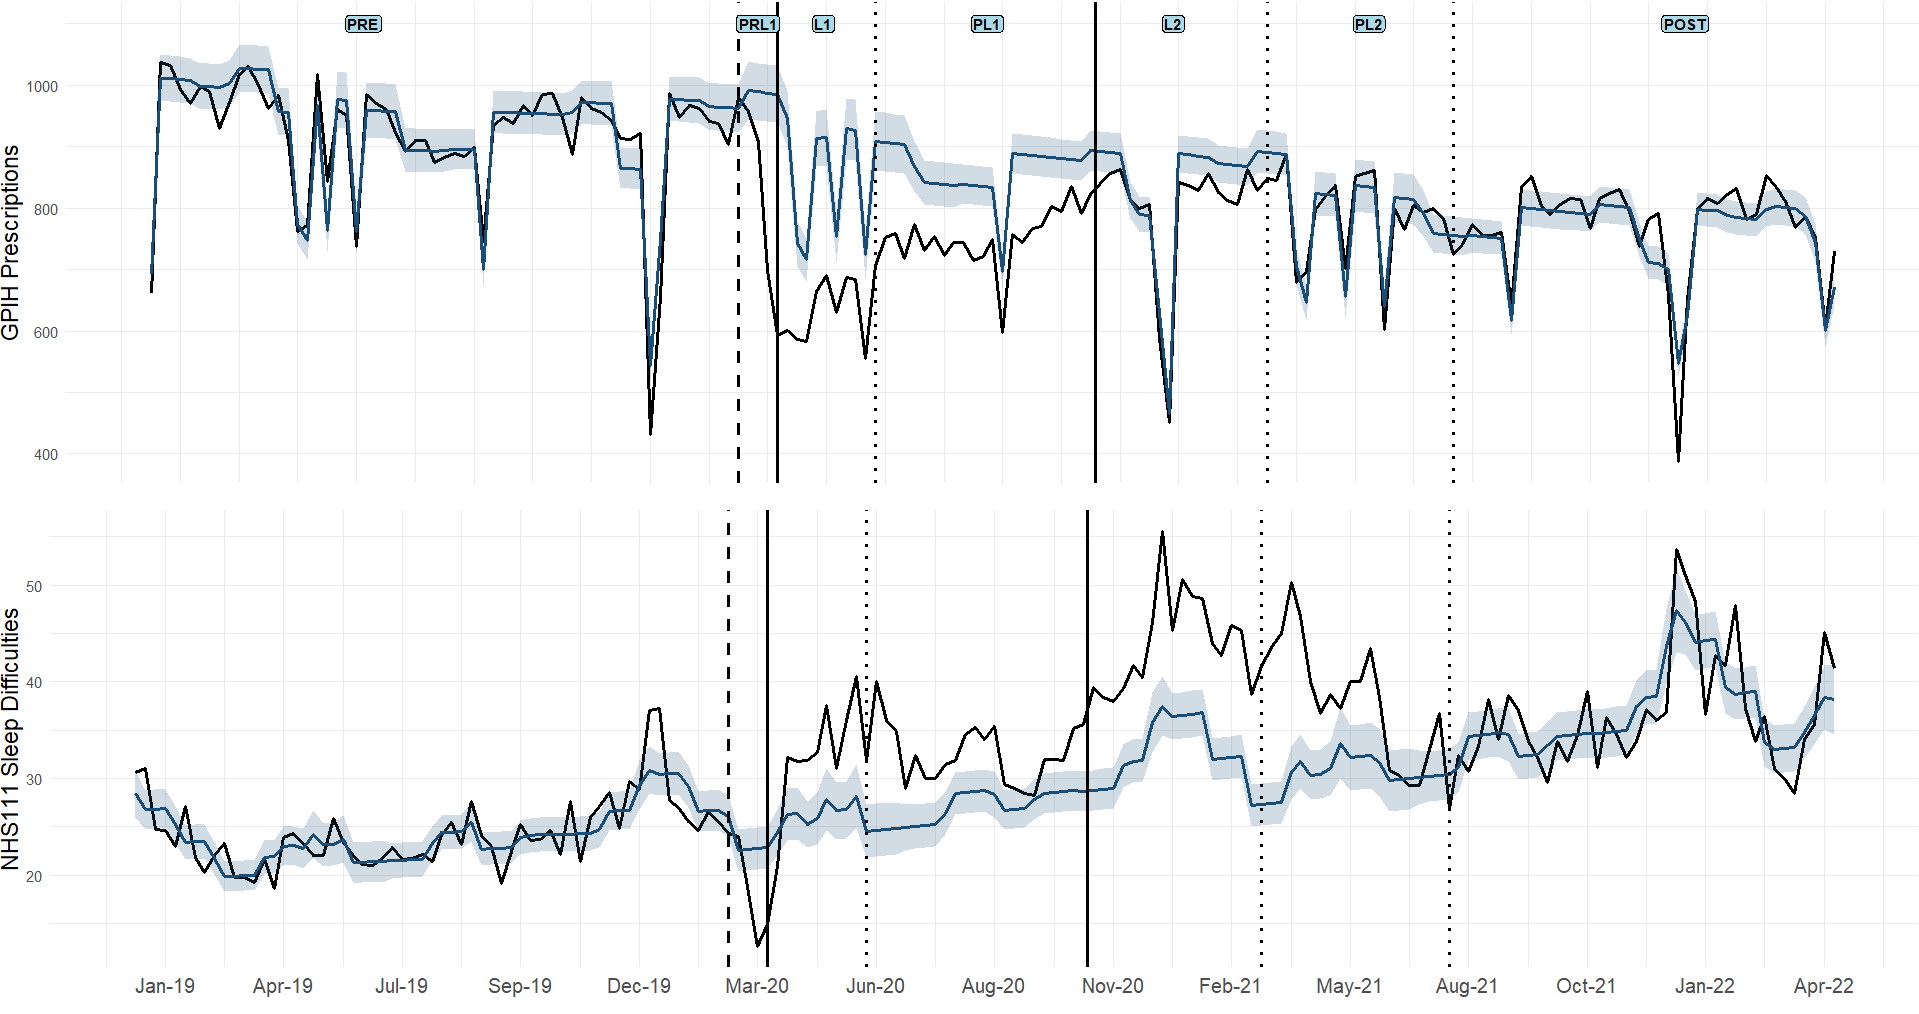 PRE PRL1 L1 PL1 L2 PL2 POST
GPIH Prescriptions
1000
800
600
400
NHS111 Sleep Difficulties
50
40
30
20
Jan-19 Apr-19 Jul-19 Sep-19 Dec-19 Mar-20 Jun-20 Aug-20 Nov-20 Feb-21 May-21 Aug-21 Oct-21 Jan-22 Apr-22